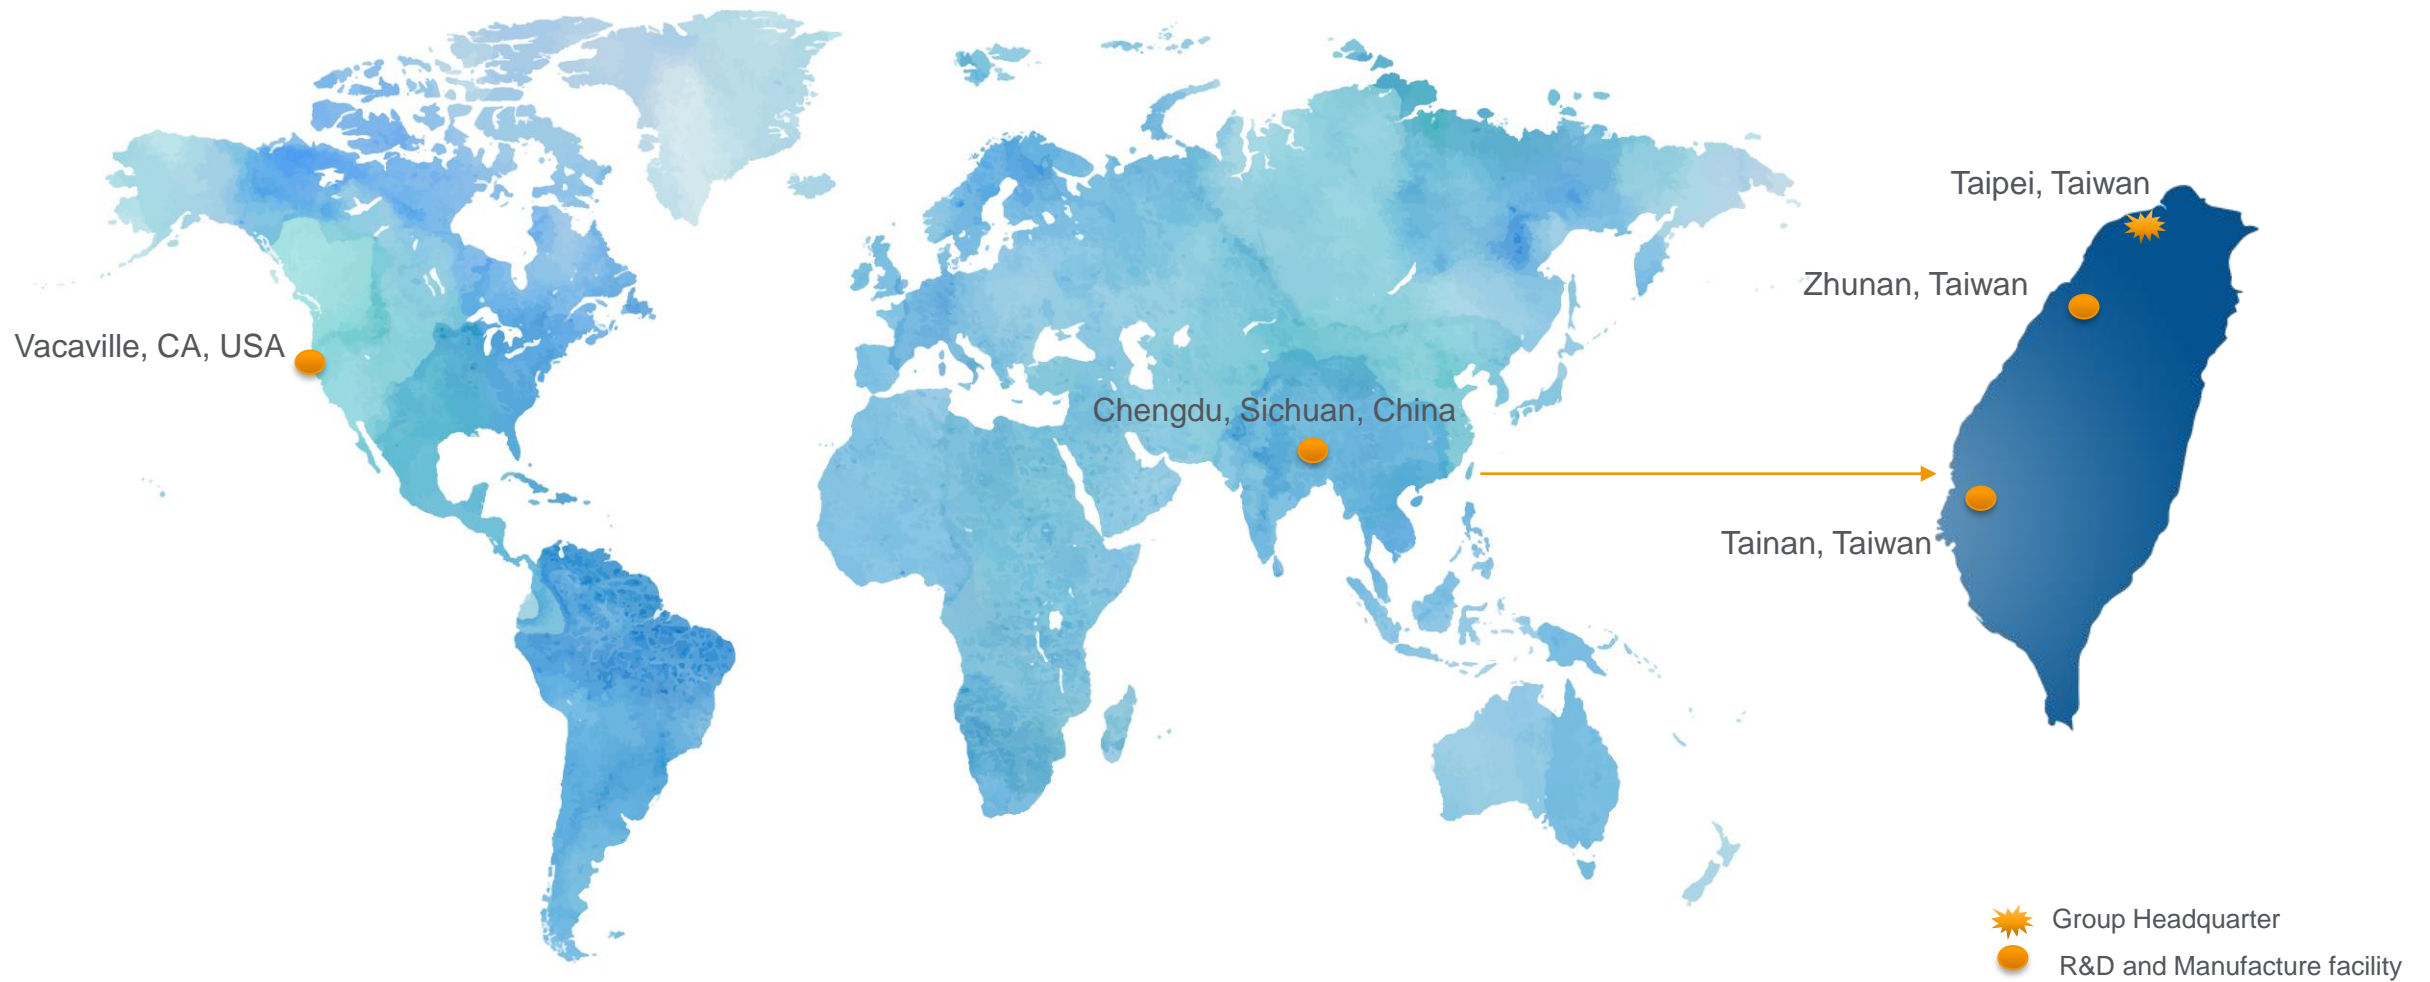 Taipei, Taiwan
Zhunan, Taiwan
Vacaville, CA, USA
Chengdu, Sichuan, China
Tainan, Taiwan
Group Headquarter
R&D and Manufacture facility